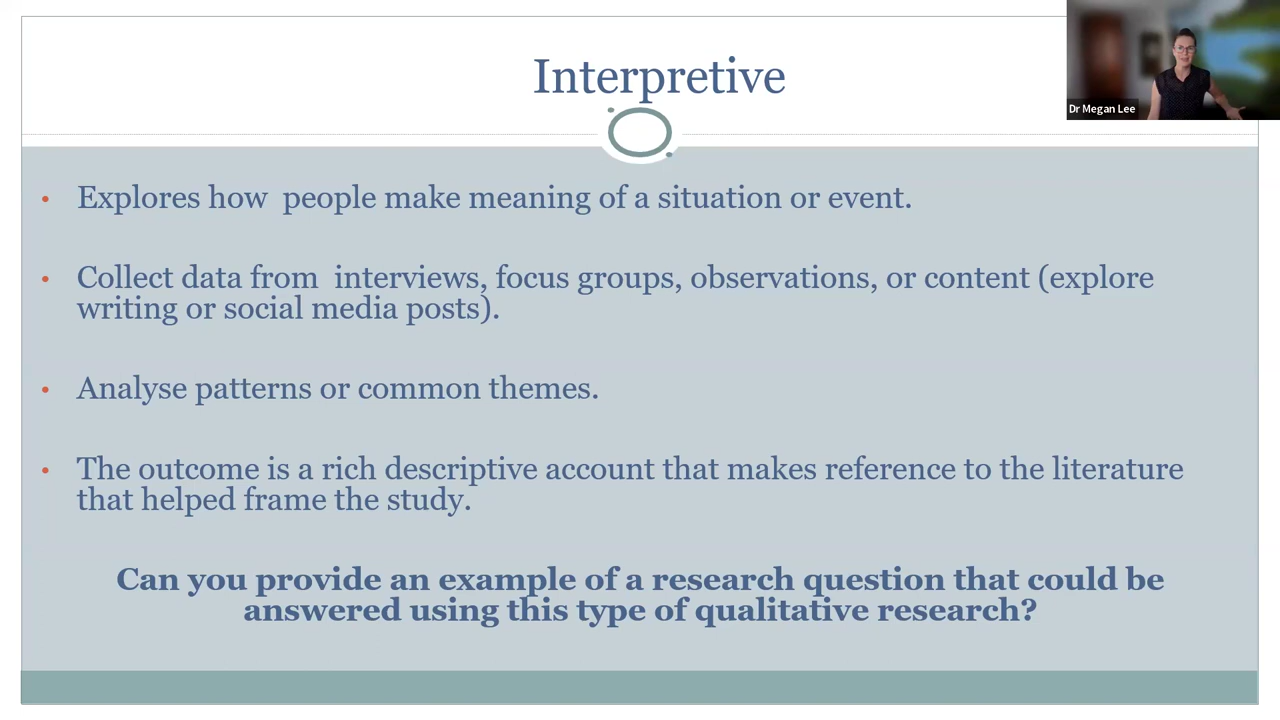 Interpretive
Dr Megan Lee
• Explores how people make meaning of a situation or event.
• Collect data from interviews, focus groups, observations, or content (explore
writing or social media posts).
• Analyse patterns or common themes.
• The outcome is a rich descriptive account that makes reference to the literature
that helped frame the study.
Can you provide an example of a research question that could be
answered using this type of qualitative research?